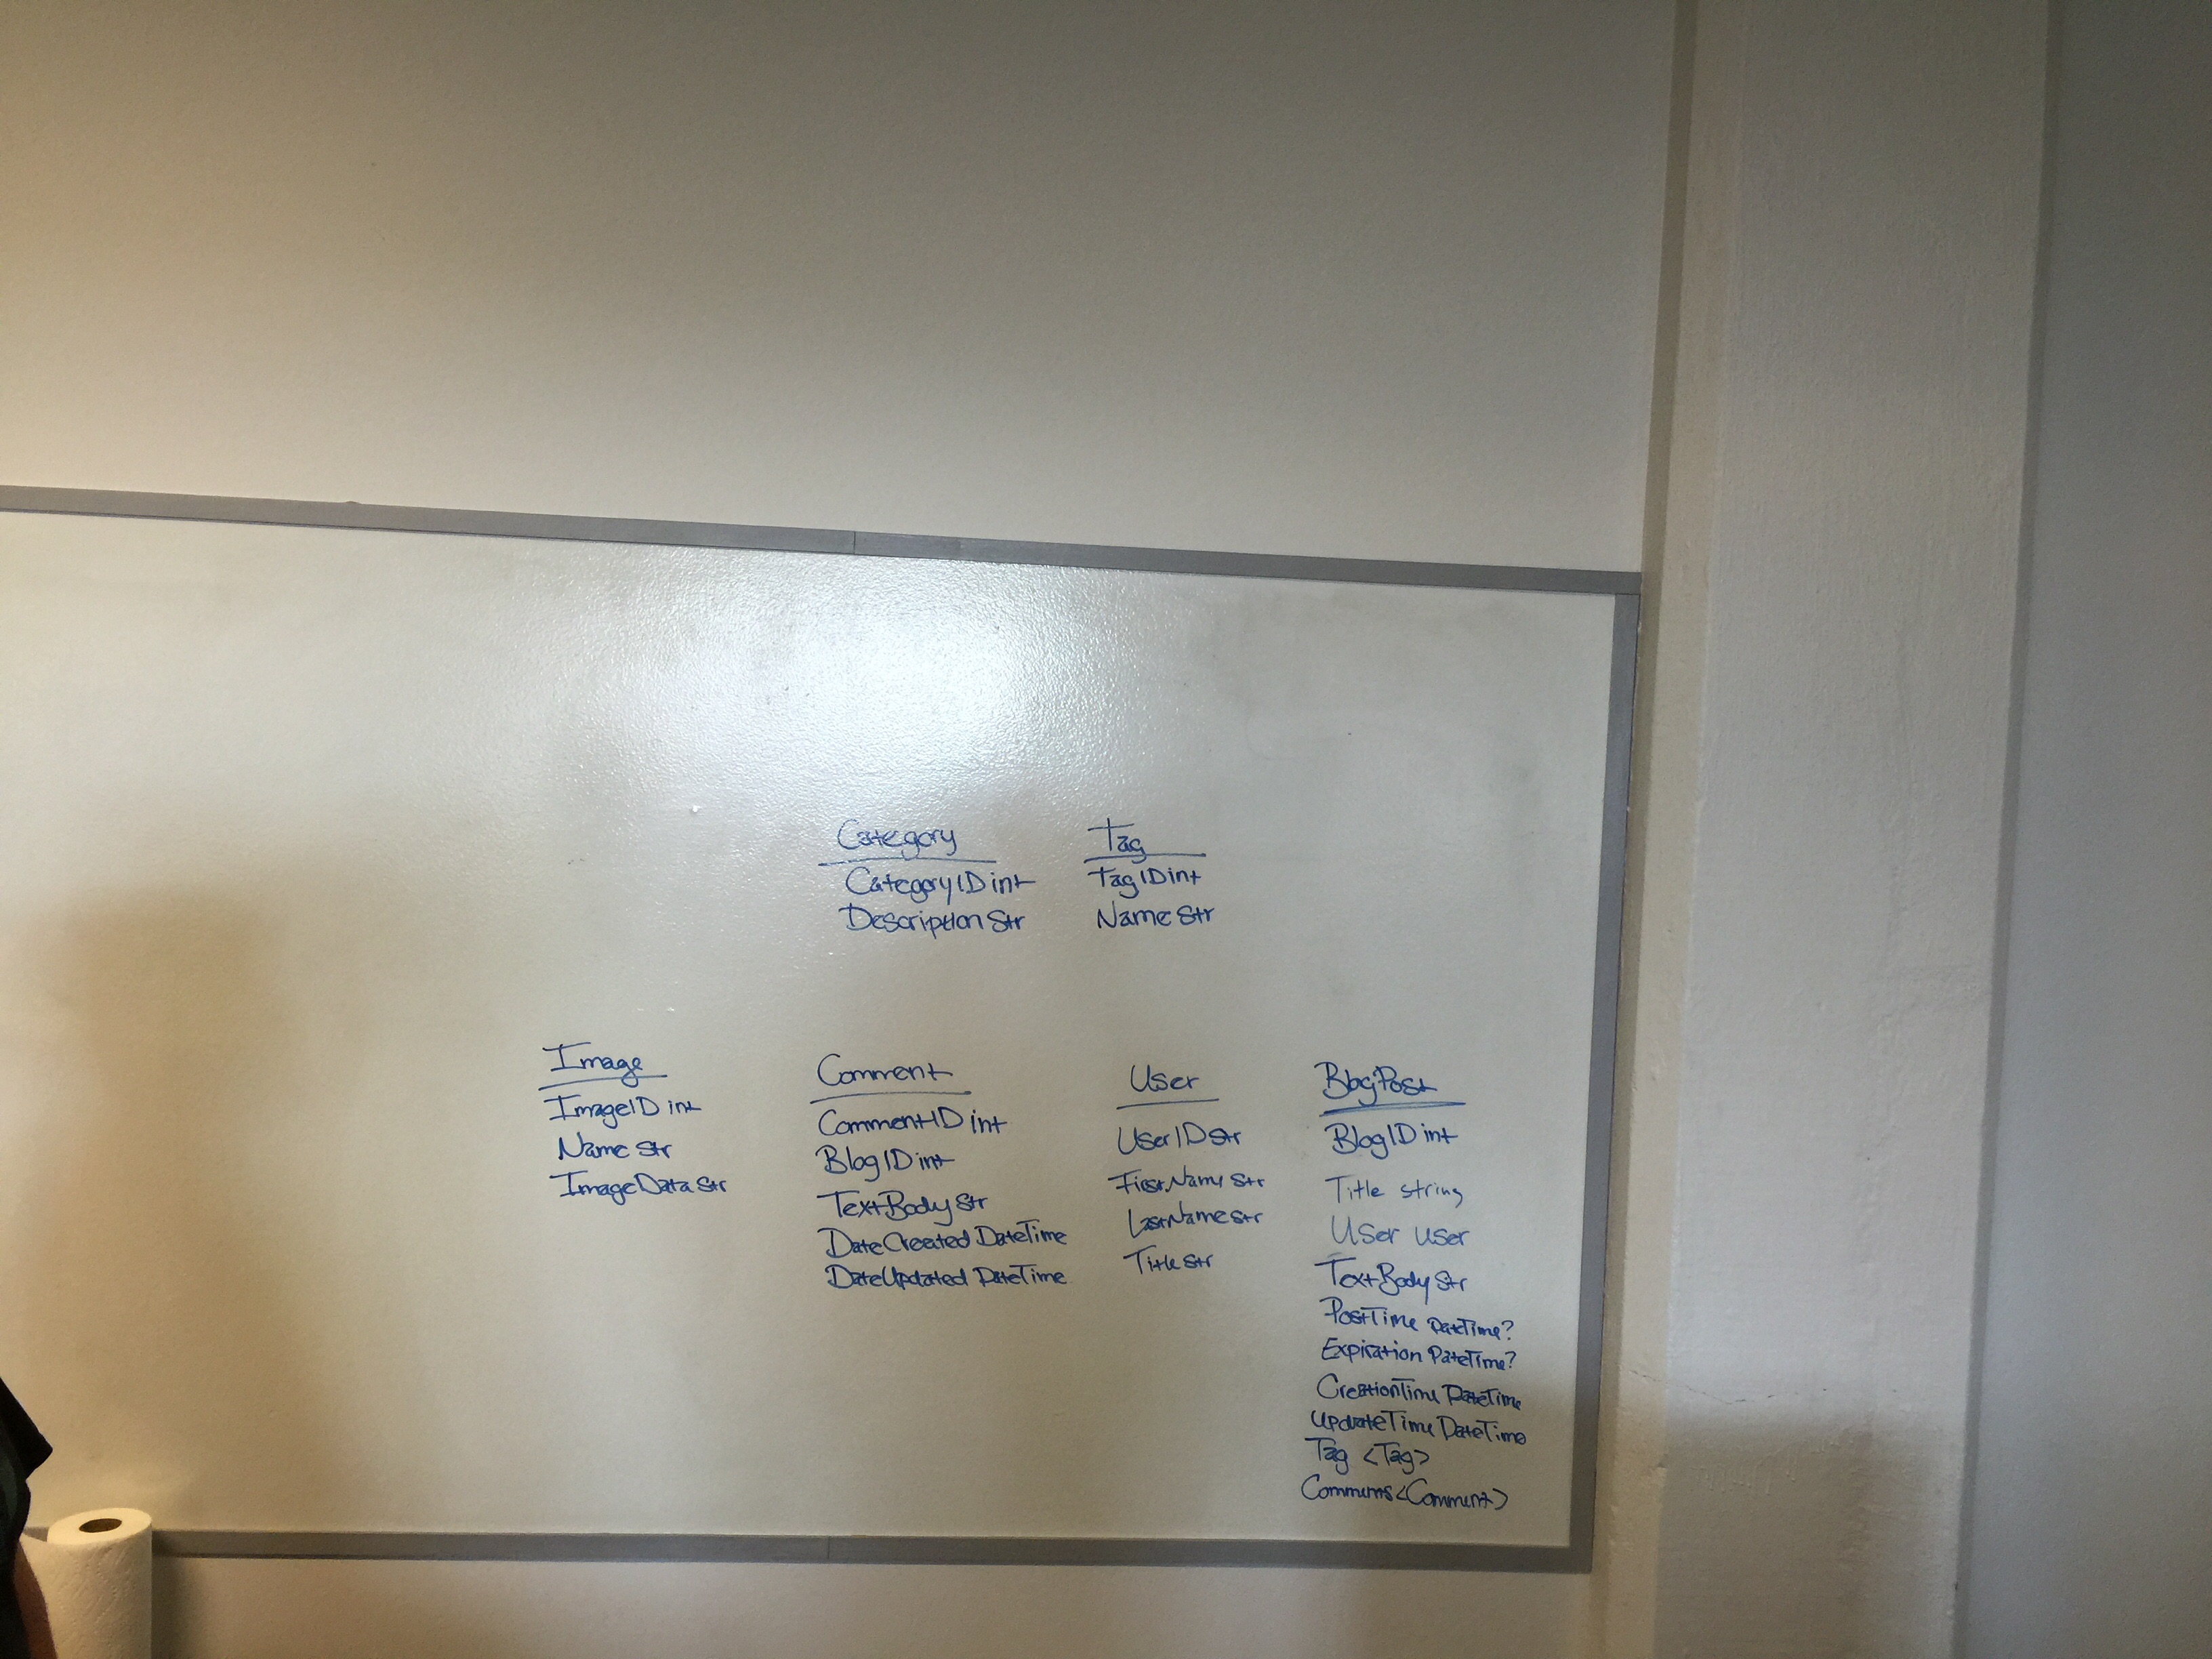 Category
CategoryID int
Description Str
Tag
TagID int
Name Str
Image
ImageID int
Name Str
ImageData Str
Comment
CommentID int
BlogID int
TextBody Str
DateCreated DateTime
DateUpdated DateTime
User
UserID Str
FirstName Str
LastName Str
Title Str
BlogPost
BlogID int
Title string
User User
TextBody Str
PostTime DateTime?
Expiration DateTime?
CreationTime DateTime
UpdateTime DateTime
Tag <Tag>
Comments<Comment>